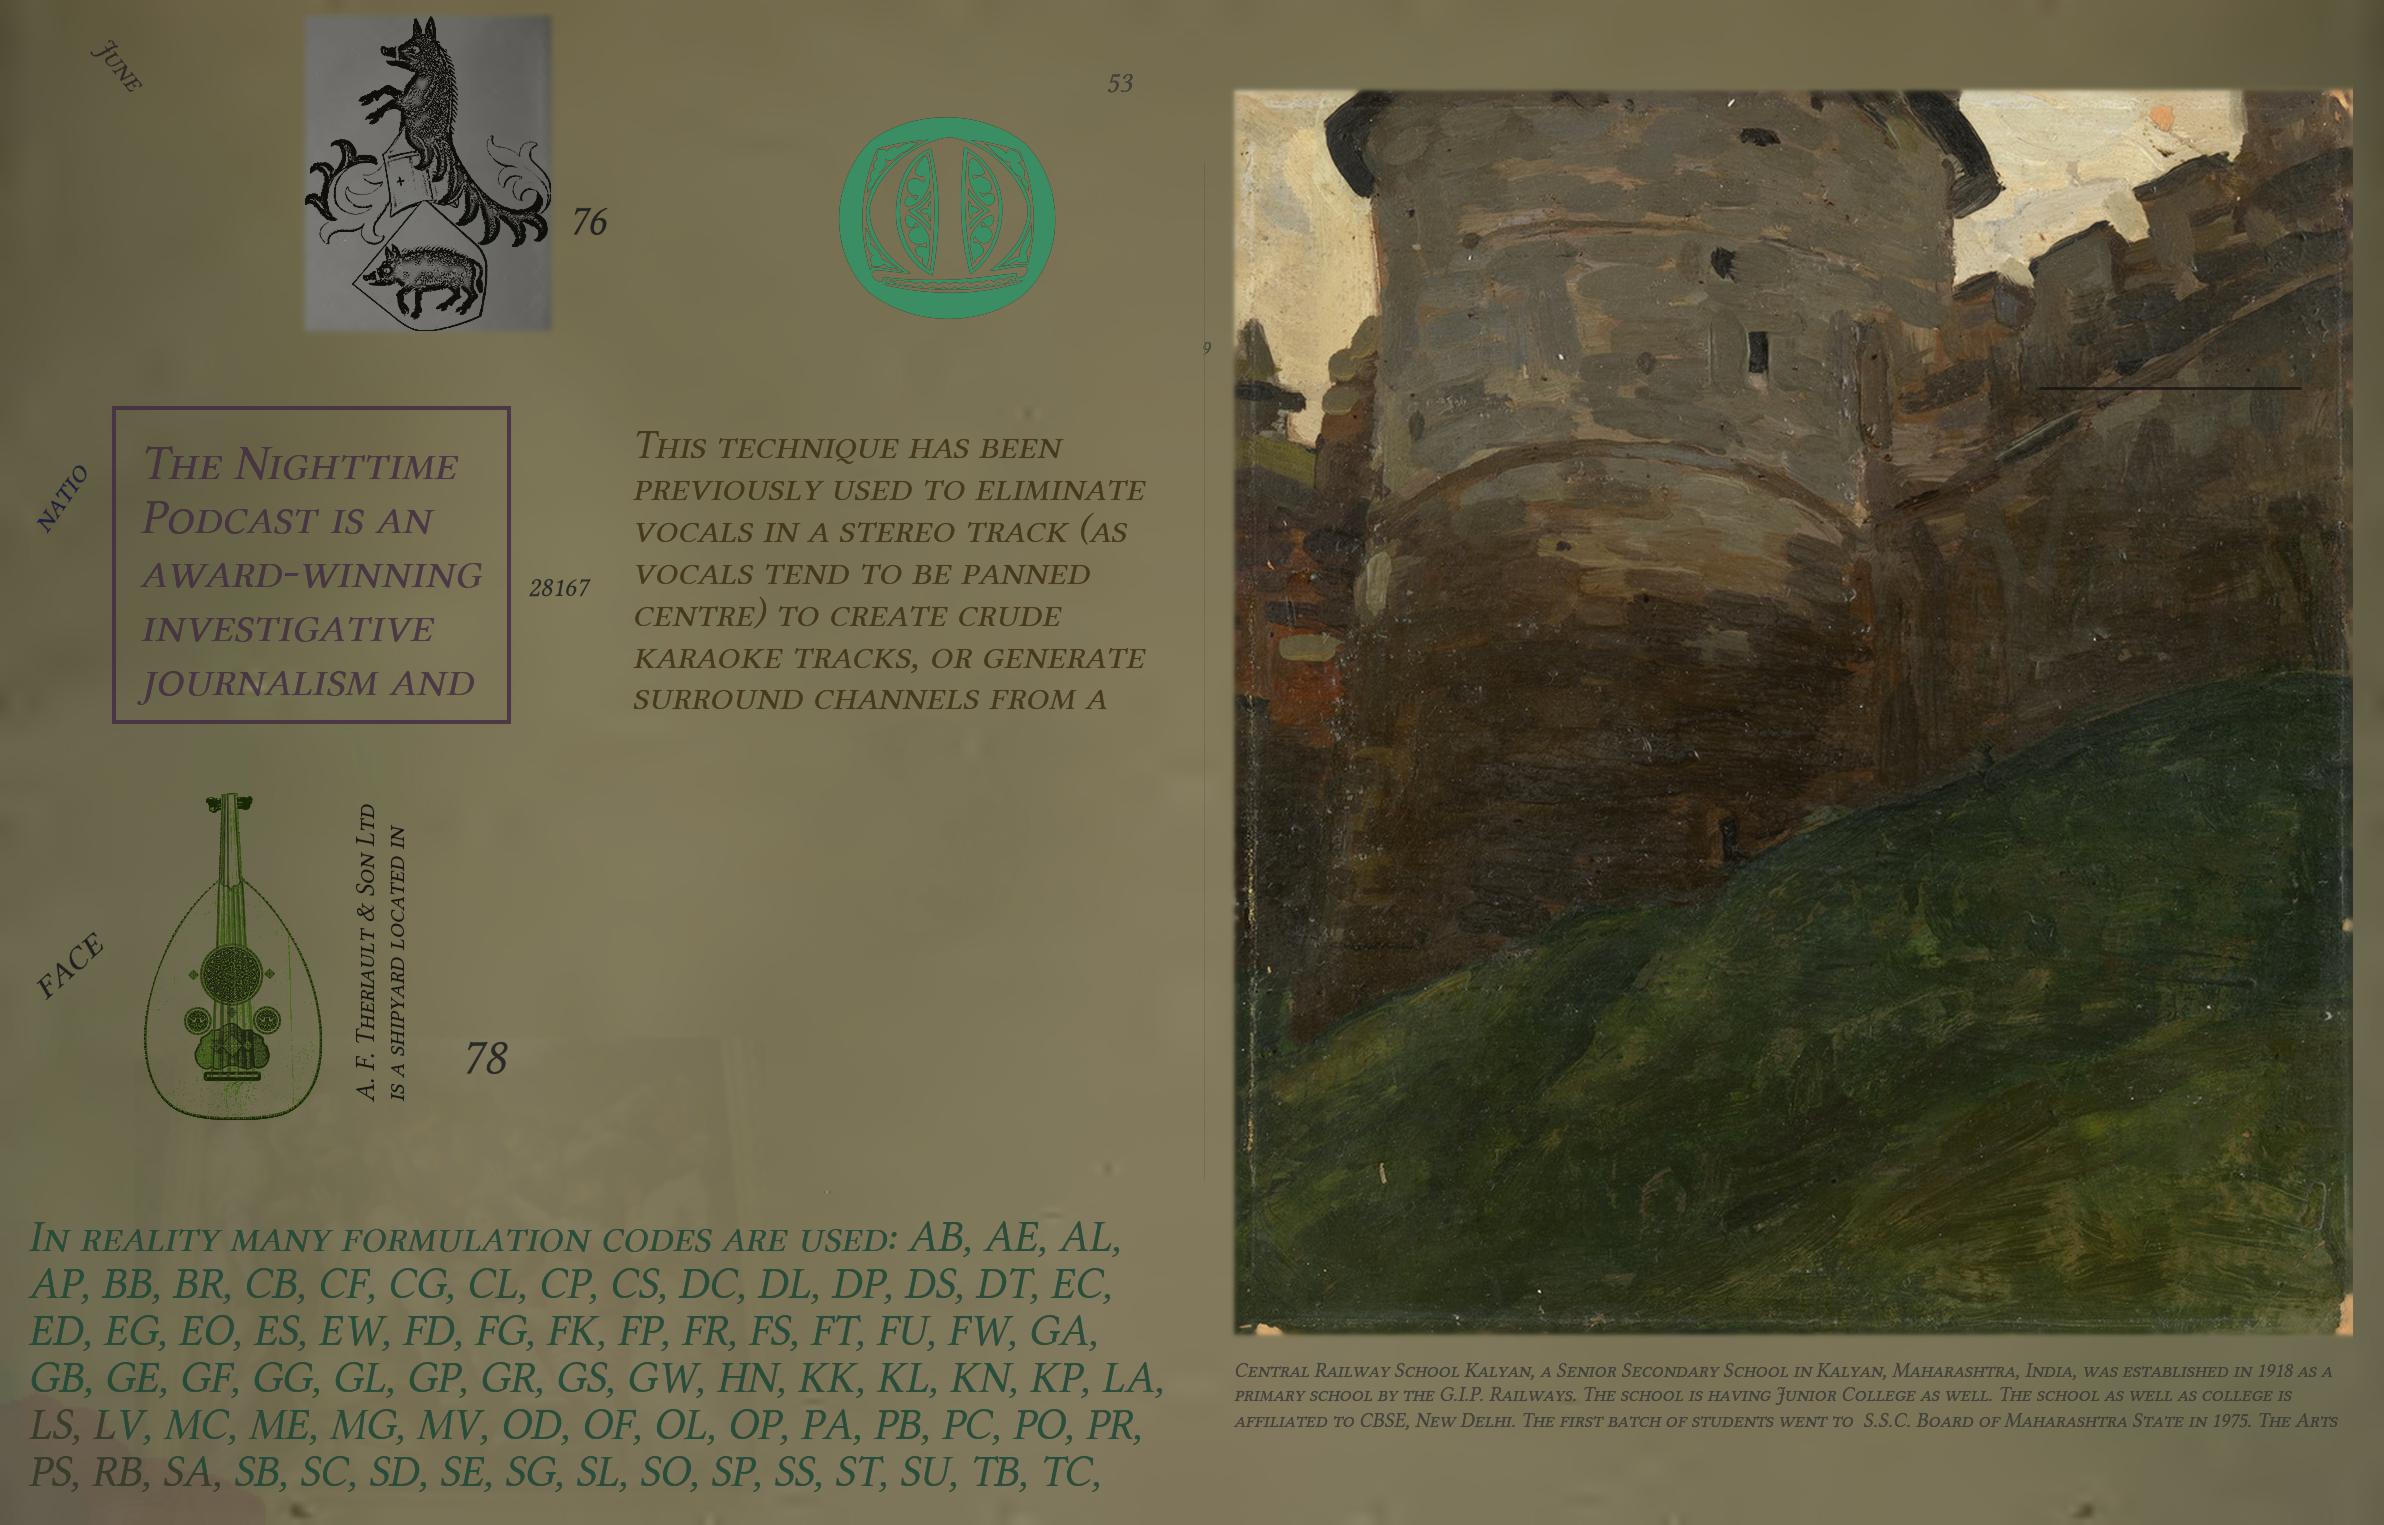 June
53
76
9
The Nighttime
Podcast is an
award-winning
investigative
journalism and
natio
28167
This technique has been
previously used to eliminate
vocals in a stereo track (as
vocals tend to be panned
centre) to create crude
karaoke tracks, or generate
surround channels from a
face
A. F. Theriault & Son Ltd
is a shipyard located in
78
In reality many formulation codes are used: AB, AE, AL,
AP, BB, BR, CB, CF, CG, CL, CP, CS, DC, DL, DP, DS, DT, EC,
ED, EG, EO, ES, EW, FD, FG, FK, FP, FR, FS, FT, FU, FW, GA,
GB, GE, GF, GG, GL, GP, GR, GS, GW, HN, KK, KL, KN, KP, LA,
LS, LV, MC, ME, MG, MV, OD, OF, OL, OP, PA, PB, PC, PO, PR,
PS, RB, SA, SB, SC, SD, SE, SG, SL, SO, SP, SS, ST, SU, TB, TC,
Central Railway School Kalyan, a Senior Secondary School in Kalyan, Maharashtra, India, was established in 1918 as a
primary school by the G.I.P. Railways. The school is having Junior College as well. The school as well as college is
affiliated to CBSE, New Delhi. The first batch of students went to S.S.C. Board of Maharashtra State in 1975. The Arts